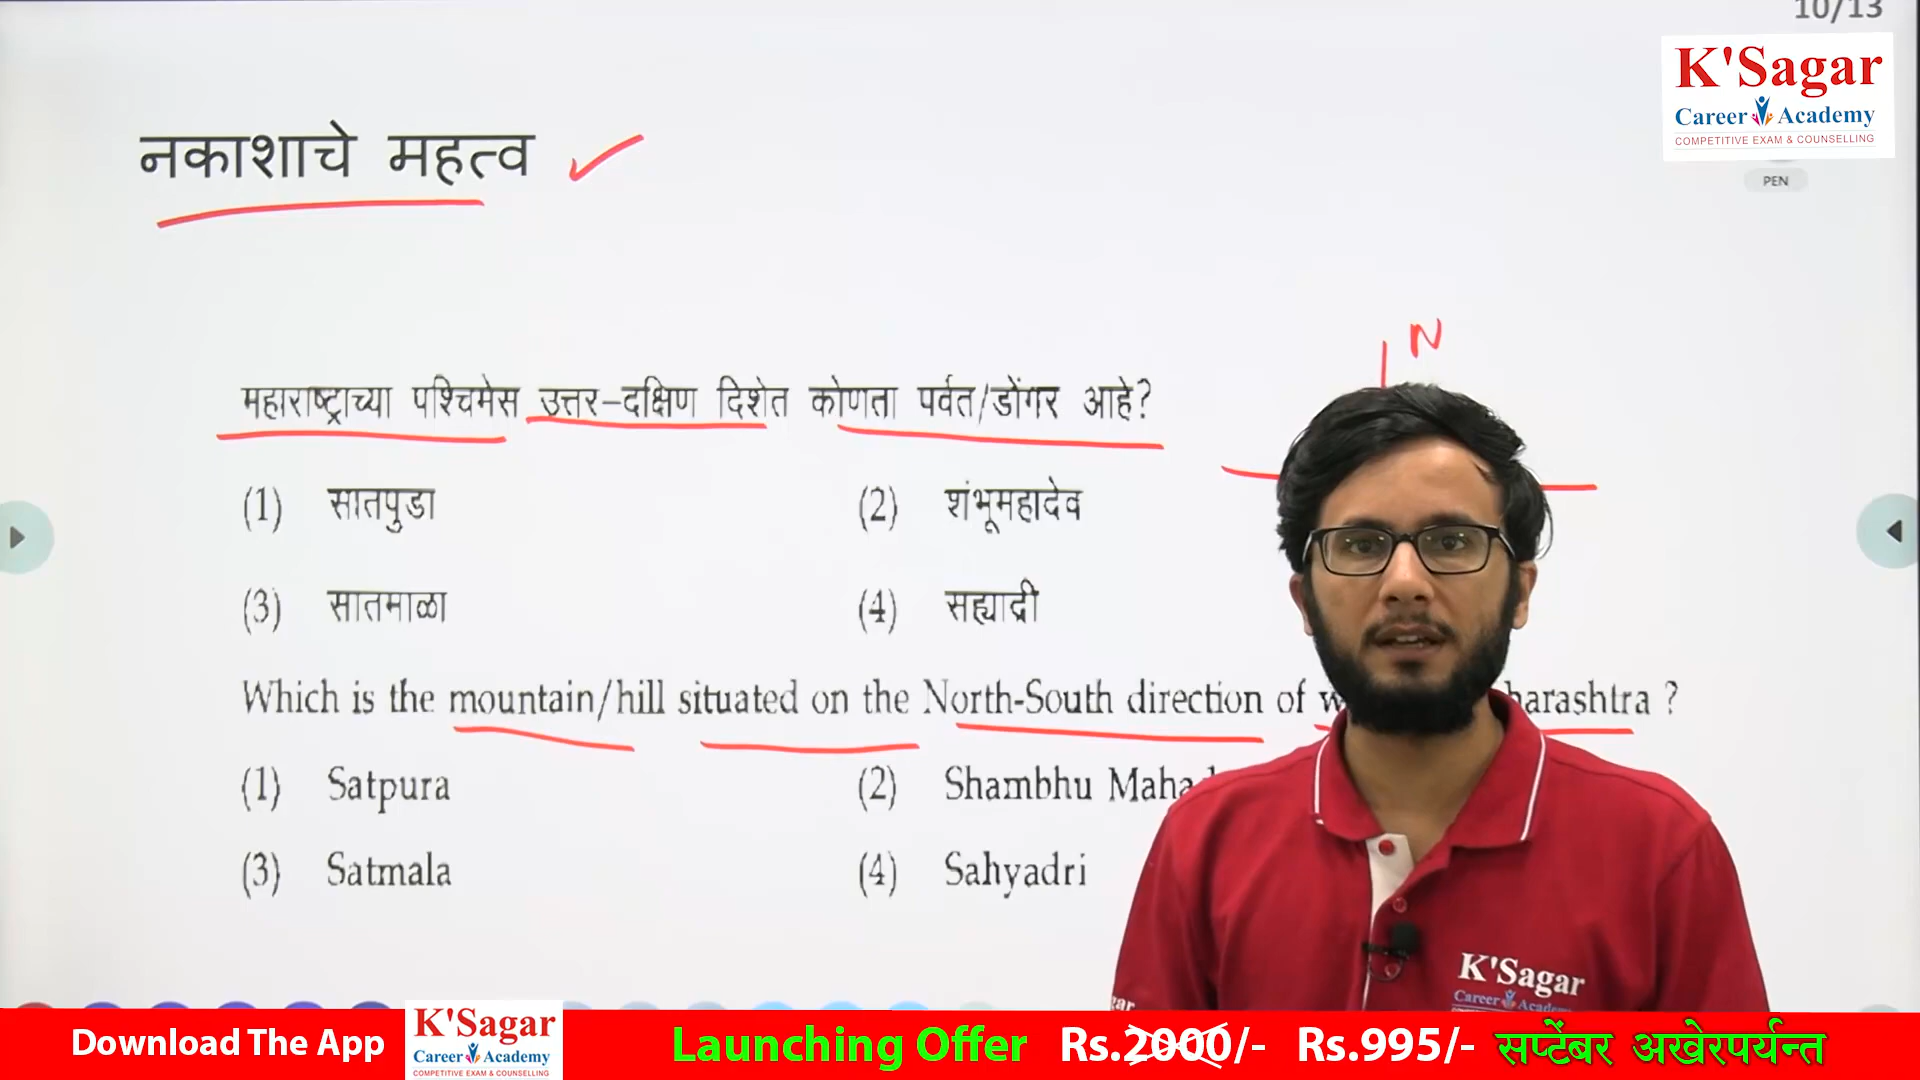 10/13
K'Sagar
Career Academy
COMPETITIVE EXAM & COUNSELLING
PEN
नकाशाचे महत्व
N
महाराष्ट्राच्या पश्चिमेस उत्तर-दक्षिण दिशेत कोणता पर्वत/डोंगर आहे?
(1) सातपुडा (2) शंभूमहादेव
(3) सातमाळा (4) सह्याद्री
Which is the mountain/hill situated on the North-South direction of ?
(1) Satpura (2) Shambhu
(3) Satmala (4) Sahyadri
K'Sagar
Career Academy
Download The App
K'Sagar
Career Academy
COMPETITIVE EXAM & COUNSELLING
Launching Offer Rs.2000/- Rs.995/- सप्टेंबर अखेरपर्यन्त